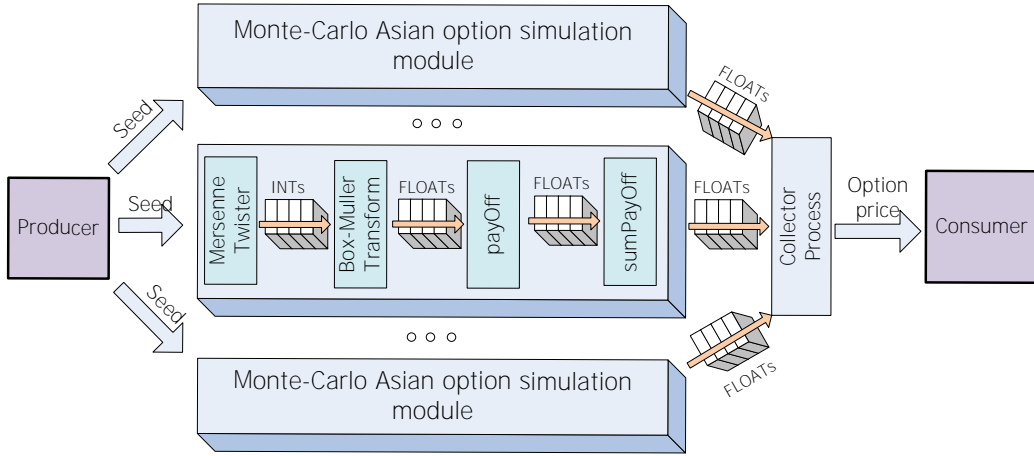 Monte-Carlo Asian option simulation
module
FLOATs
Seed
Mersenne
Twister
INTs
Box-Muller
Transform
FLOATs
payOff
FLOATs
sumPayOff
FLOATs
Producer
Seed
Collector
Process
Option
price
Consumer
Seed
FLOATs
Monte-Carlo Asian option simulation
module